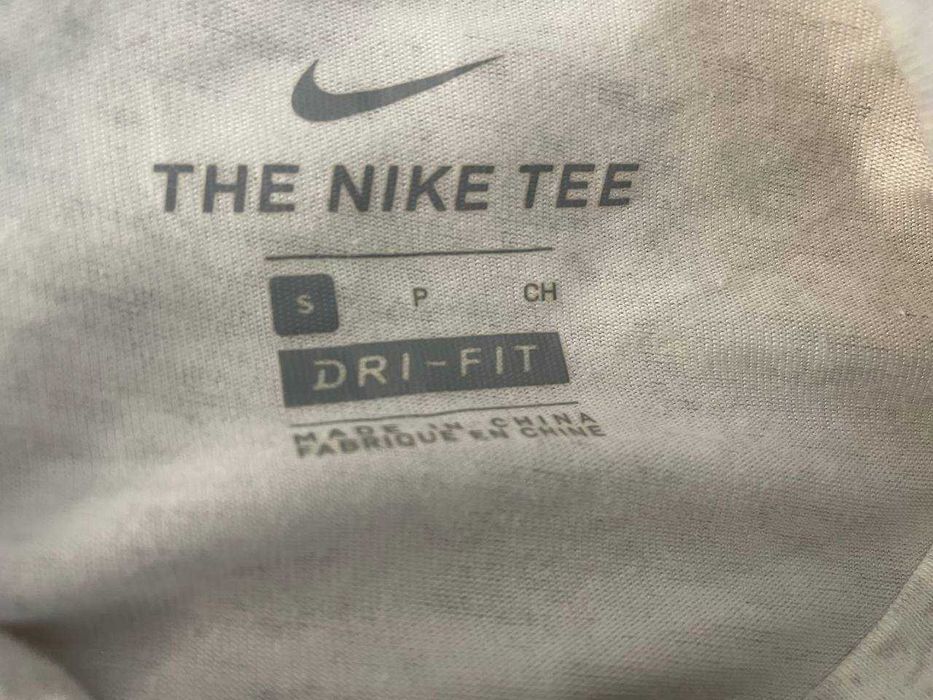 THE NIKE TEE
S P CH
DRI-FIT
MADE IN CHINA
FABRIQUE EN CHINE